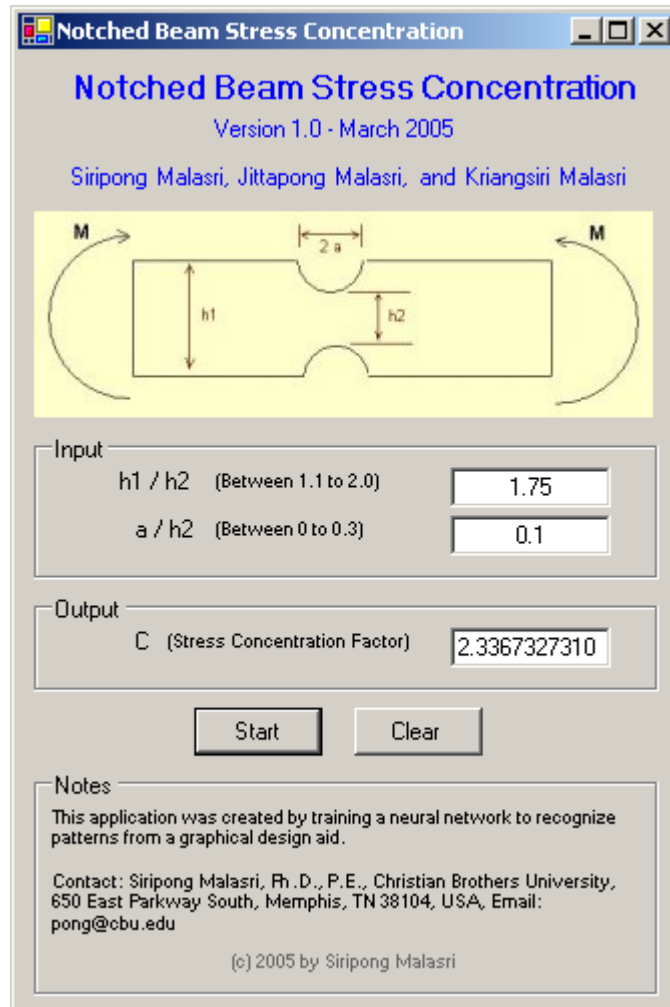 Notched Beam Stress Concentration
Notched Beam Stress Concentration
Version 1.0 - March 2005
Siripong Malasri, Jittapong Malasri, and Kriangsiri Malasri
M
2 a
M
h1
h2
Input
h1 / h2 (Between 1.1 to 2.0) 1.75
a / h2 (Between 0 to 0.3) 0.1
Output
C (Stress Concentration Factor) 2.3367327310
Start Clear
Notes
This application was created by training a neural network to recognize
patterns from a graphical design aid.
Contact: Siripong Malasri, Ph.D., P.E., Christian Brothers University,
650 East Parkway South, Memphis, TN 38104, USA, Email:
pong@cbu.edu
(c) 2005 by Siripong Malasri